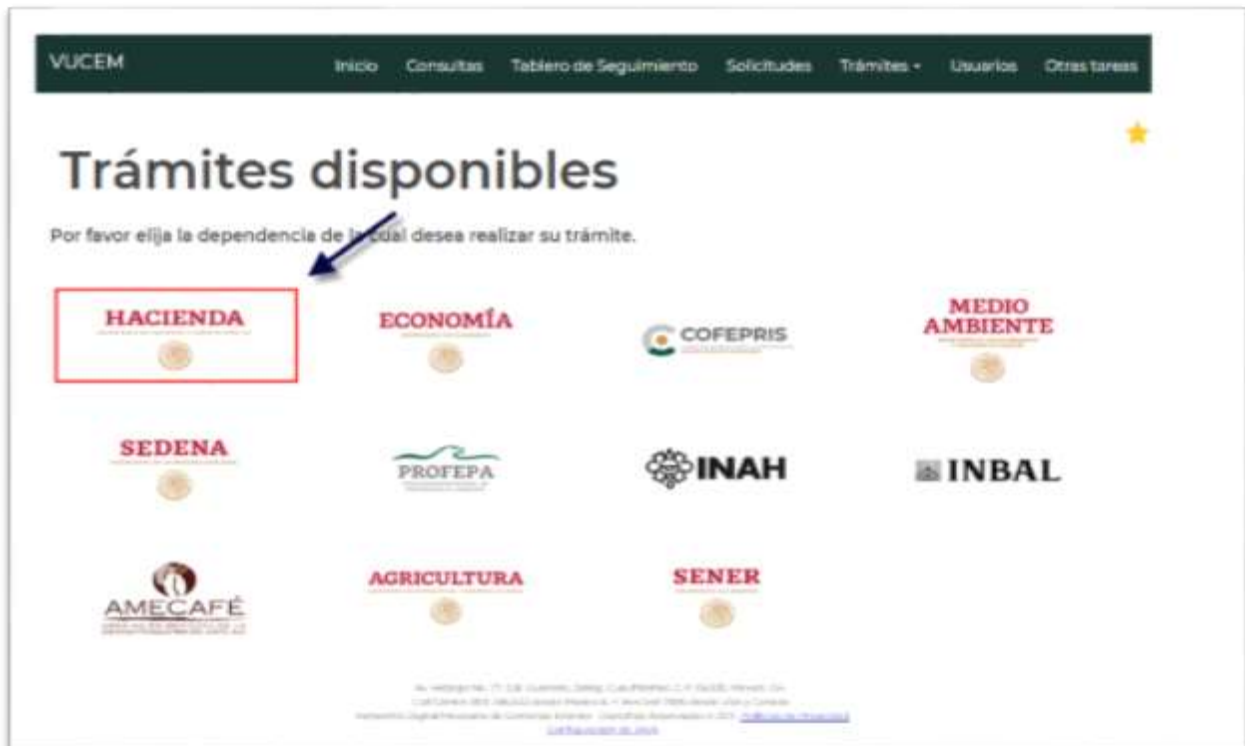 VUCEM
Inicio Consultas Tablero de Seguimiento Solicitudes Trámites Usuarios Otras tareas
Trámites disponibles
Por favor elija la dependencia de la cual desea realizar su trámite.
HACIENDA
ECONOMÍA
COFEPRIS
MEDIO
AMBIENTE
SEDENA
PROFEPA
INAH
INBAL
AMECAFÉ
AGRICULTURA
SENER